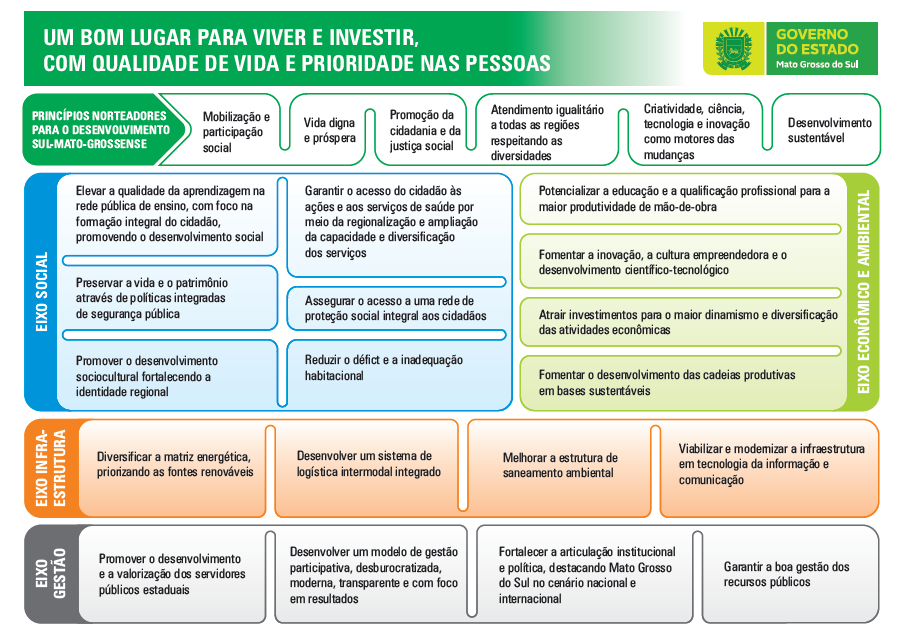 UM BOM LUGAR PARA VIVER E INVESTIR,
COM QUALIDADE DE VIDA E PRIORIDADE NAS PESSOAS
GOVERNO
DO ESTADO
Mato Grosso do Sul
PRINCÍPIOS NORTEADORES
PARA O DESENVOLVIMENTO
SUL-MATO-GROSSENSE
Mobilização e
participação
social
Vida digna
e próspera
Promoção da
cidadania e da
justiça social
Atendimento igualitário
a todas as regiões
respeitando as
diversidades
Criatividade, ciência,
tecnologia e inovação
como motores das
mudanças
Desenvolvimento
sustentável
EIXO SOCIAL
Elevar a qualidade da aprendizagem na
rede pública de ensino, com foco na
formação integral do cidadão,
promovendo o desenvolvimento social
Preservar a vida e o patrimônio
através de políticas integradas
de segurança pública
Promover o desenvolvimento
sociocultural fortalecendo a
identidade regional
Garantir o acesso do cidadão às
ações e aos serviços de saúde por
meio da regionalização e ampliação
da capacidade e diversificação
dos serviços
Assegurar o acesso a uma rede de
proteção social integral aos cidadãos
Reduzir o défict e a inadequação
habitacional
Potencializar a educação e a qualificação profissional para a
maior produtividade de mão-de-obra
Fomentar a inovação, a cultura empreendedora e o
desenvolvimento científico-tecnológico
Atrair investimentos para o maior dinamismo e diversificação
das atividades econômicas
Fomentar o desenvolvimento das cadeias produtivas
em bases sustentáveis
EIXO ECONÔMICO E AMBIENTAL
EIXO INFRA-
ESTRUTURA
Diversificar a matriz energética,
priorizando as fontes renováveis
Desenvolver um sistema de
logística intermodal integrado
Melhorar a estrutura de
saneamento ambiental
Viabilizar e modernizar a infraestrutura
em tecnologia da informação e
comunicação
EIXO
GESTÃO
Promover o desenvolvimento
e a valorização dos servidores
públicos estaduais
Desenvolver um modelo de gestão
participativa, desburocratizada,
moderna, transparente e com foco
em resultados
Fortalecer a articulação institucional
e política, destacando Mato Grosso
do Sul no cenário nacional e
internacional
Garantir a boa gestão dos
recursos públicos